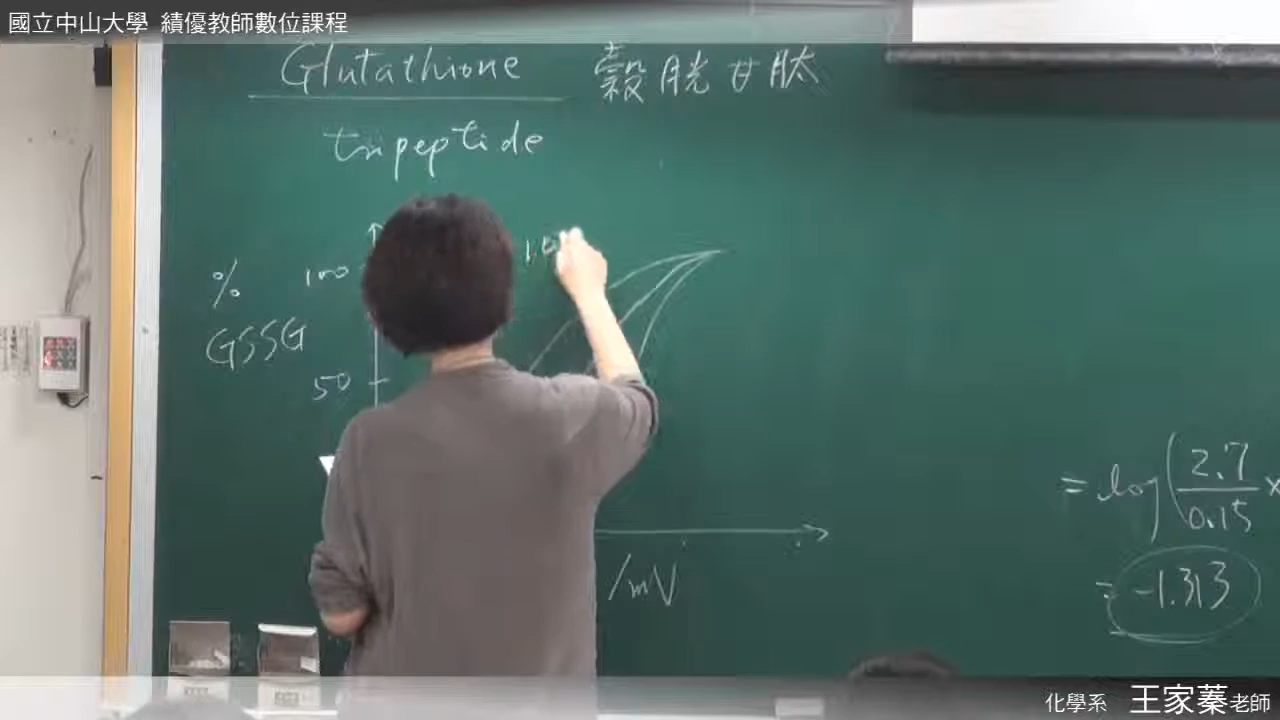 國立中山大學 績優教師數位課程
Glutathione 穀胱甘肽
tripeptide
%
GSSG
100
50
/mV
= log(2.7/0.15 ×
= -1.313
化學系 王家蓁老師